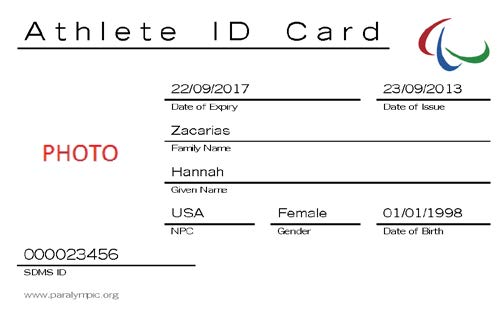 Athlete ID Card
22/09/2017 23/09/2013
Date of Expiry Date of Issue
Zacarias
Family Name
PHOTO
Hannah
Given Name
USA Female 01/01/1998
NPC Gender Date of Birth
000023456
SDMS ID
www.paralympic.org